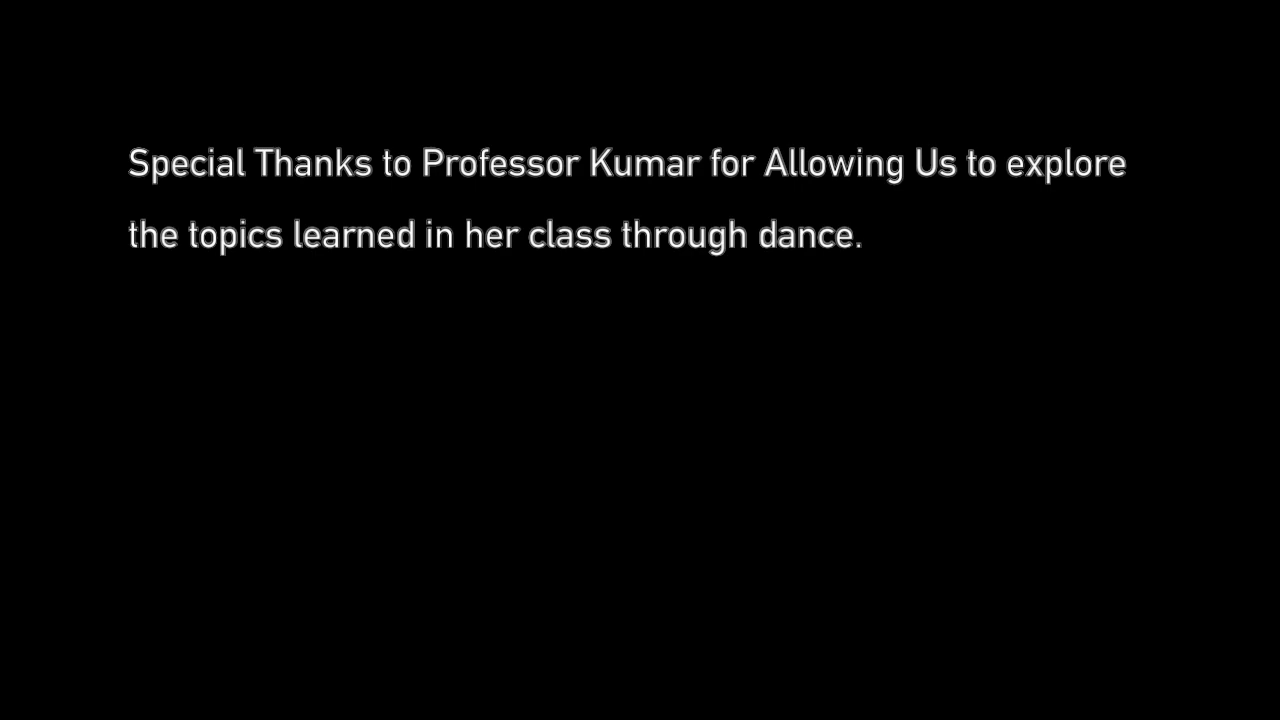 Special Thanks to Professor Kumar for Allowing Us to explore
the topics learned in her class through dance.